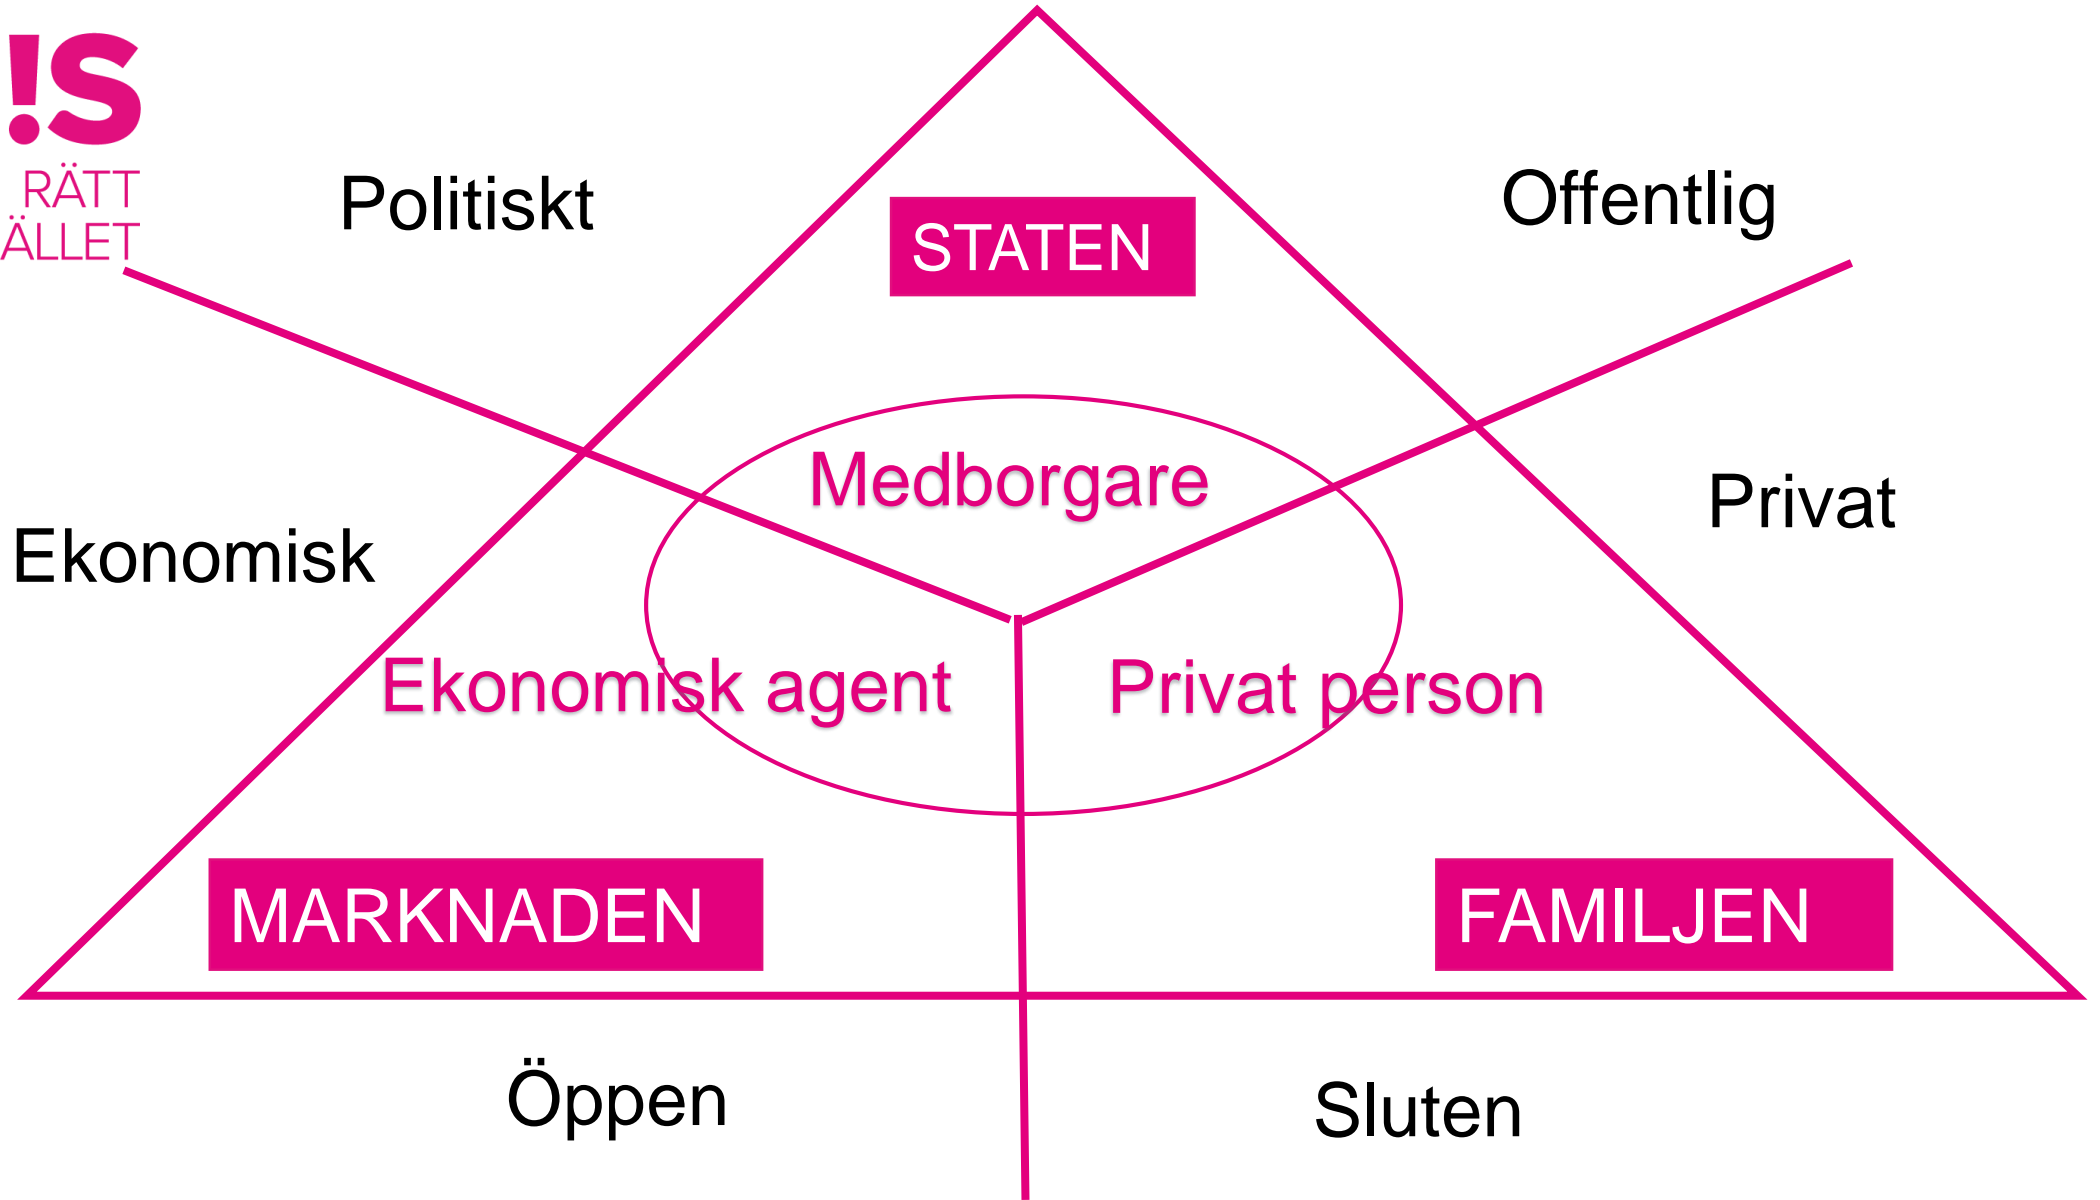 !S
RÄTT
ÄLLET
Politiskt
Offentlig
STATEN
Medborgare
Privat
Ekonomisk
Ekonomisk agent
Privat person
MARKNADEN
FAMILJEN
Öppen
Sluten